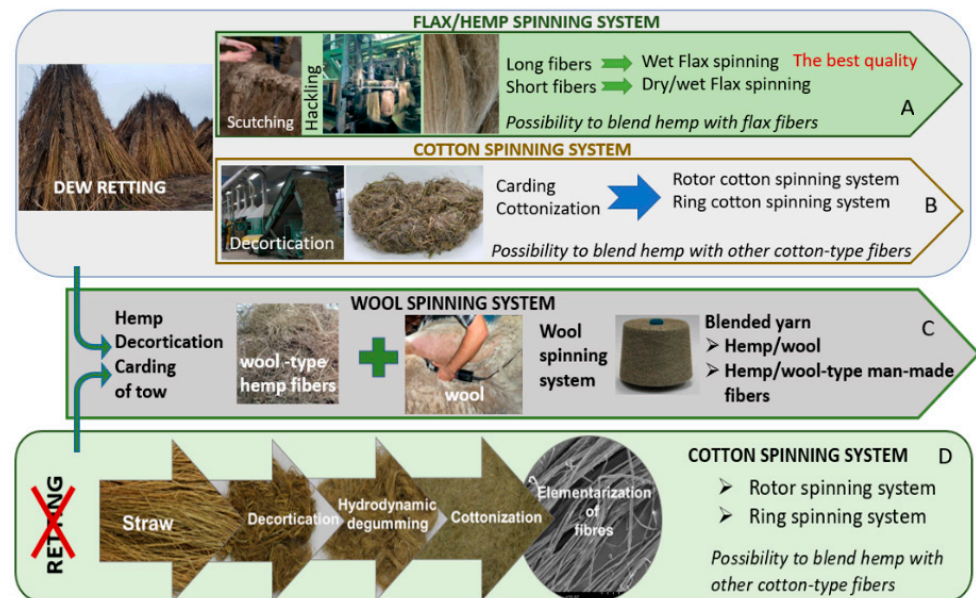 FLAX/HEMP SPINNING SYSTEM
DEW RETTING
Scutching
Hackling
Long fibers
Wet Flax spinning
The best quality
Short fibers
Dry/wet Flax spinning
Possibility to blend hemp with flax fibers
A
COTTON SPINNING SYSTEM
Decortication
Carding
Cottonization
Rotor cotton spinning system
Ring cotton spinning system
Possibility to blend hemp with other cotton-type fibers
B
WOOL SPINNING SYSTEM
Hemp
Decortication
Carding
of tow
wool -type
hemp fibers
wool
Wool
spinning
system
Blended yarn
➢ Hemp/wool
➢ Hemp/wool-type man-made
fibers
C
RETTING
Straw
Decortication
Hydrodynamic
degumming
Cottonization
Elementarization
of
fibres
COTTON SPINNING SYSTEM
D
➢ Rotor spinning system
➢ Ring spinning system
Possibility to blend hemp with
other cotton-type fibers